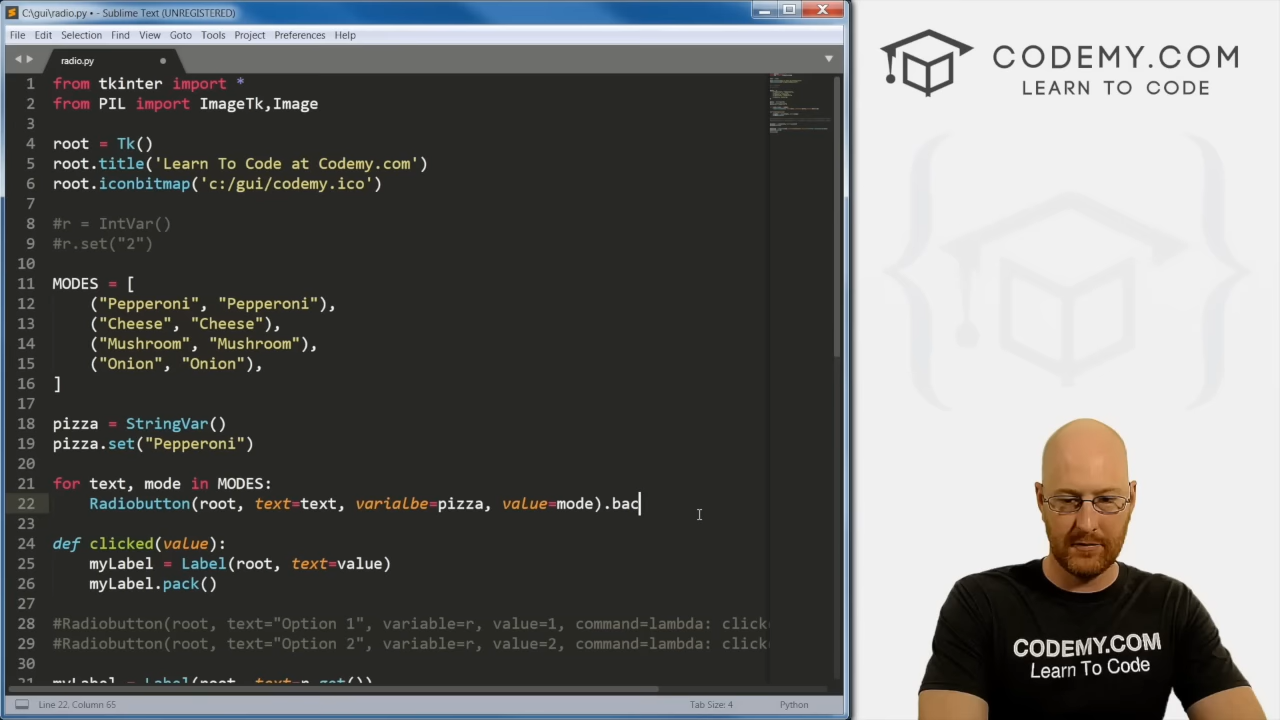 C:\gui\radio.py • - Sublime Text (UNREGISTERED)
File Edit Selection Find View Goto Tools Project Preferences Help
radio.py
1 from tkinter import *
2 from PIL import ImageTk,Image
3
4 root = Tk()
5 root.title('Learn To Code at Codemy.com')
6 root.iconbitmap('c:/gui/codemy.ico')
7
8 #r = IntVar()
9 #r.set("2")
10
11 MODES = [
12 ("Pepperoni", "Pepperoni"),
13 ("Cheese", "Cheese"),
14 ("Mushroom", "Mushroom"),
15 ("Onion", "Onion"),
16 ]
17
18 pizza = StringVar()
19 pizza.set("Pepperoni")
20
21 for text, mode in MODES:
22 Radiobutton(root, text=text, varialbe=pizza, value=mode).bac
23
24 def clicked(value):
25 myLabel = Label(root, text=value)
26 myLabel.pack()
27
28 #Radiobutton(root, text="Option 1", variable=r, value=1, command=lambda: click
29 #Radiobutton(root, text="Option 2", variable=r, value=2, command=lambda: click
30
31 myLabel = Label(root, text=r.get())
Line 22, Column 65
Tab Size: 4
Python
CODEMY.COM
LEARN TO CODE
CODEMY.COM
Learn To Code